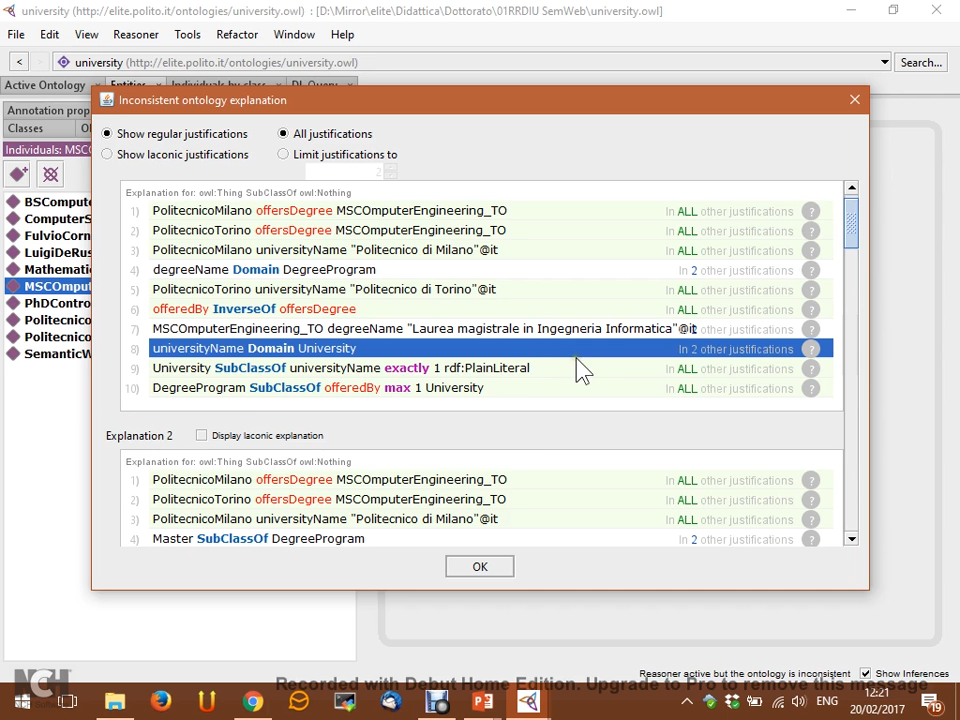 university (http://elite.polito.it/ontologies/university.owl) : [D:\Mirror\elite\Didattica\Dottorato\01RRDIU SemWeb\university.owl]
File Edit View Reasoner Tools Refactor Window Help
< university (http://elite.polito.it/ontologies/university.owl) Search...
Active Ontology Entities Individuals by class DL Query
Annotation prop
Inconsistent ontology explanation
Classes
Individuals: MSCO
Show regular justifications All justifications
Show laconic justifications Limit justifications to
2
Explanation for: owl:Thing SubClassOf owl:Nothing
1) PolitecnicoMilano offersDegree MSCOmputerEngineering_TO In ALL other justifications ?
2) PolitecnicoTorino offersDegree MSCOmputerEngineering_TO In ALL other justifications ?
3) PolitecnicoMilano universityName "Politecnico di Milano"@it In ALL other justifications ?
4) degreeName Domain DegreeProgram In 2 other justifications ?
5) PolitecnicoTorino universityName "Politecnico di Torino"@it In ALL other justifications ?
6) offeredBy InverseOf offersDegree In ALL other justifications ?
7) MSCOmputerEngineering_TO degreeName "Laurea magistrale in Ingegneria Informatica"@it other justifications ?
8) universityName Domain University In 2 other justifications ?
9) University SubClassOf universityName exactly 1 rdf:PlainLiteral In ALL other justifications ?
10) DegreeProgram SubClassOf offeredBy max 1 University In ALL other justifications ?
Explanation 2 Display laconic explanation
Explanation for: owl:Thing SubClassOf owl:Nothing
1) PolitecnicoMilano offersDegree MSCOmputerEngineering_TO In ALL other justifications ?
2) PolitecnicoTorino offersDegree MSCOmputerEngineering_TO In ALL other justifications ?
3) PolitecnicoMilano universityName "Politecnico di Milano"@it In ALL other justifications ?
4) Master SubClassOf DegreeProgram In 2 other justifications ?
OK
BSCompute
ComputerS
FulvioCorn
LuigiDeRus
Mathematic
MSCOmput
PhDContro
Politecnico
Politecnico
SemanticW
Reasoner active but the ontology is inconsistent Show Inferences
NCH
Recorded with Debut Home Edition. Upgrade to Pro to remove this message
ENG
12:21
20/02/2017
19